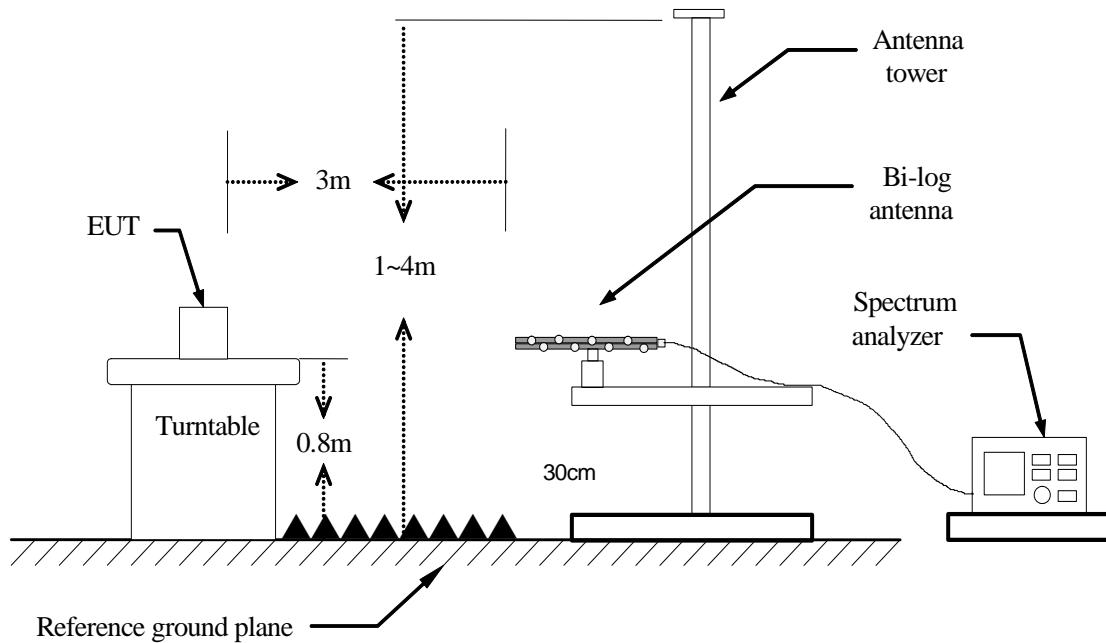 Antenna
tower
3m
Bi-log
antenna
EUT
1~4m
Spectrum
analyzer
Turntable
0.8m
30cm
Reference ground plane